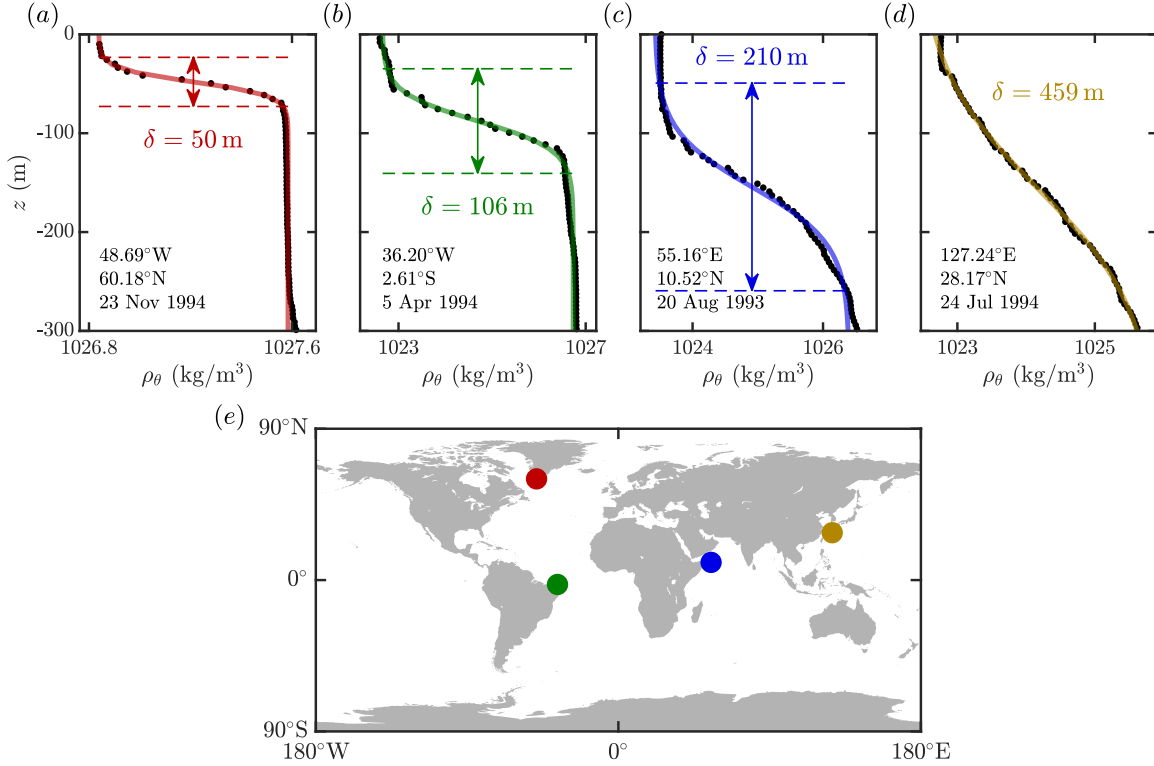 (a)
(b)
(c)
(d)
0
-100
-200
-300
z (m)
δ = 50 m
48.69°W
60.18°N
23 Nov 1994
1026.8
1027.6
ρθ (kg/m³)
δ = 106 m
36.20°W
2.61°S
5 Apr 1994
1023
1027
ρθ (kg/m³)
δ = 210 m
55.16°E
10.52°N
20 Aug 1993
1024
1026
ρθ (kg/m³)
δ = 459 m
127.24°E
28.17°N
24 Jul 1994
1023
1025
ρθ (kg/m³)
(e)
90°N
0°
90°S
180°W
0°
180°E